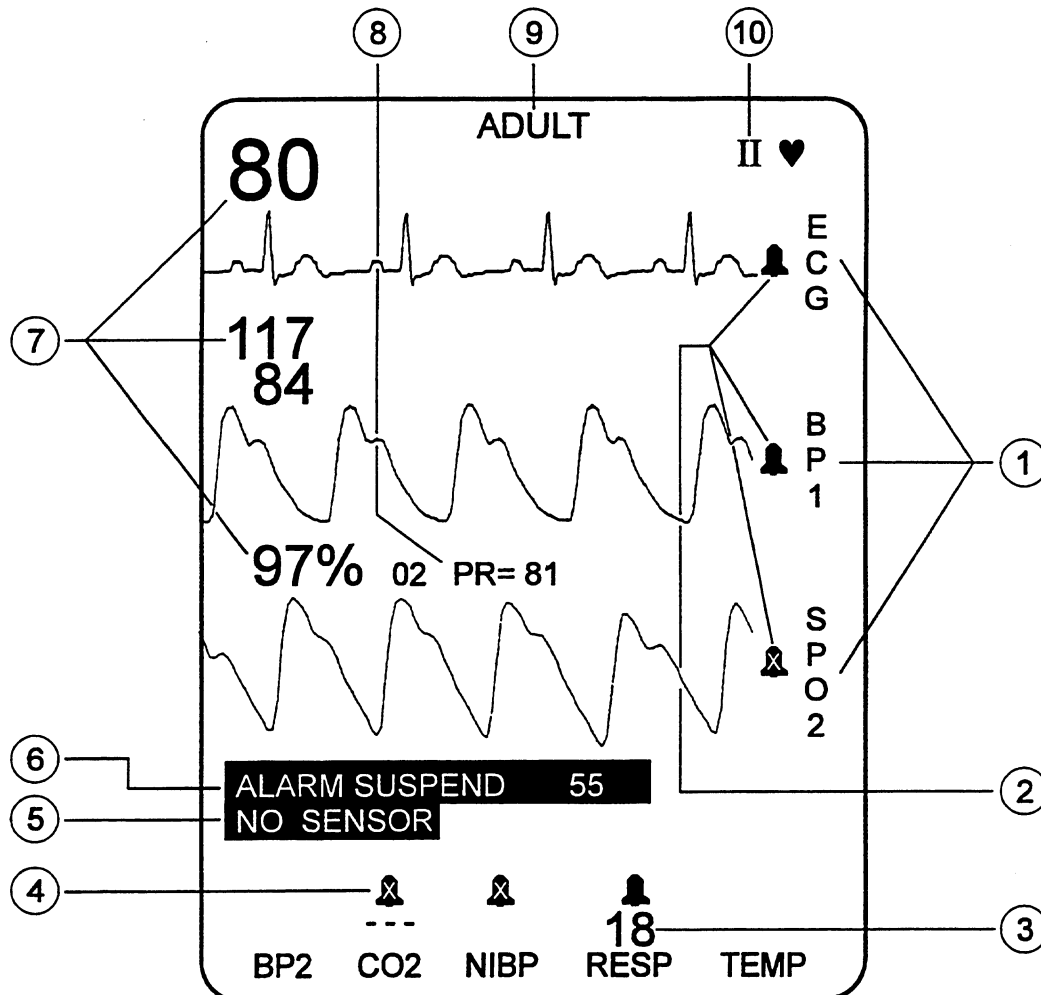 8 9 10
ADULT
80
II ♥
E
C
G
7
117
84
B
P
1
1
97% 02 PR= 81
S
P
O
2
6
ALARM SUSPEND 55
2
5
NO SENSOR
4
3
--- 18
BP2 CO2 NIBP RESP TEMP